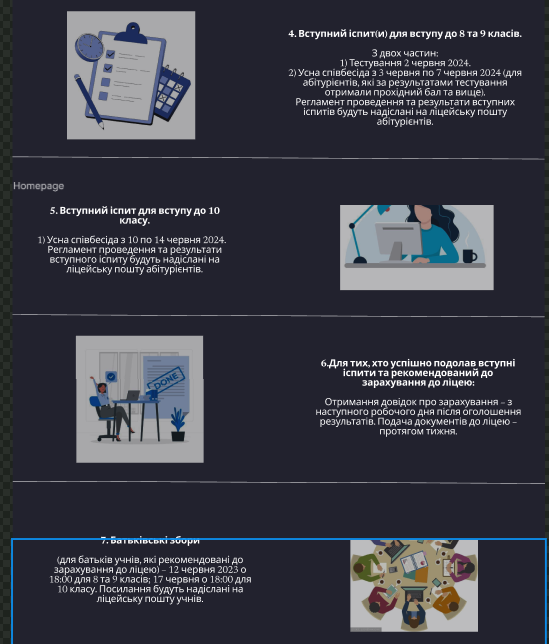 4. Вступний іспит(и) для вступу до 8 та 9 класів.
З двох частин:
1) Тестування 2 червня 2024.
2) Усна співбесіда з 3 червня по 7 червня 2024 (для
абітурієнтів, які за результатами тестування
отримали прохідний бал та вище).
Регламент проведення та результати вступних
іспитів будуть надіслані на ліцейську пошту
абітурієнтів.
Homepage
5. Вступний іспит для вступу до 10
класу.
1) Усна співбесіда з 10 по 14 червня 2024.
Регламент проведення та результати
вступного іспиту будуть надіслані на
ліцейську пошту абітурієнтів.
DONE
6.Для тих, хто успішно подолав вступні
іспити та рекомендований до
зарахування до ліцею:
Отримання довідок про зарахування – з
наступного робочого дня після оголошення
результатів. Подача документів до ліцею –
протягом тижня.
7. Батьківські збори
(для батьків учнів, які рекомендовані до
зарахування до ліцею) – 12 червня 2023 о
18:00 для 8 та 9 класів; 17 червня о 18:00 для
10 класу. Посилання будуть надіслані на
ліцейську пошту учнів.